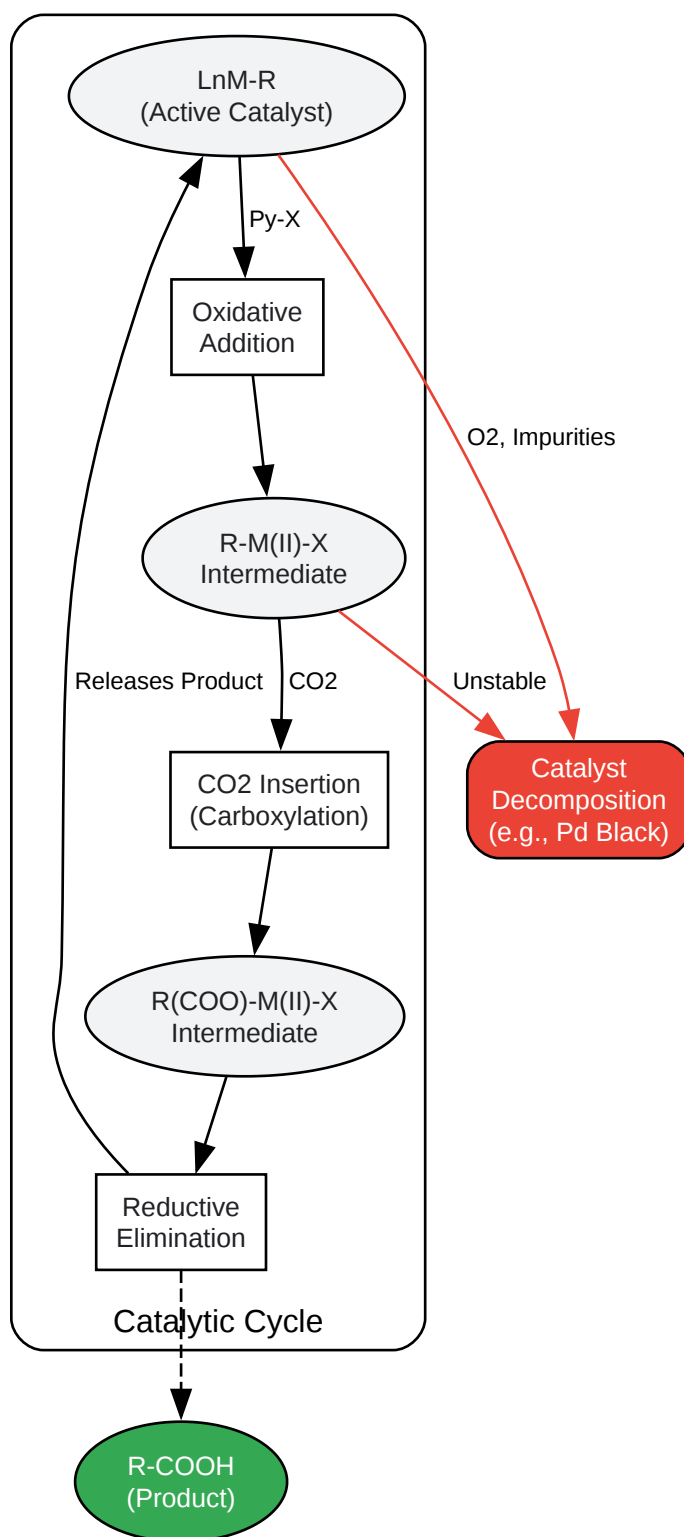 LnM-R
(Active Catalyst)
Py-X
Oxidative
Addition
O2, Impurities
R-M(II)-X
Intermediate
Releases Product
CO2
Unstable
CO2 Insertion
(Carboxylation)
Catalyst
Decomposition
(e.g., Pd Black)
R(COO)-M(II)-X
Intermediate
Reductive
Elimination
Catalytic Cycle
R-COOH
(Product)